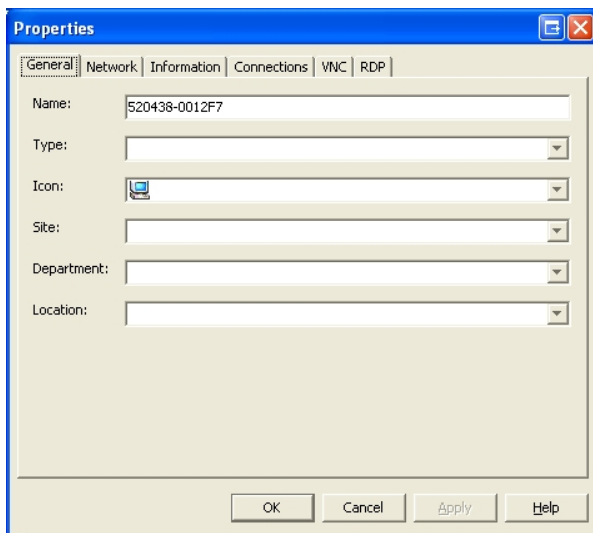 Properties
General Network Information Connections VNC RDP
Name: 520438-0012F7
Type:
Icon:
Site:
Department:
Location:
OK Cancel Apply Help